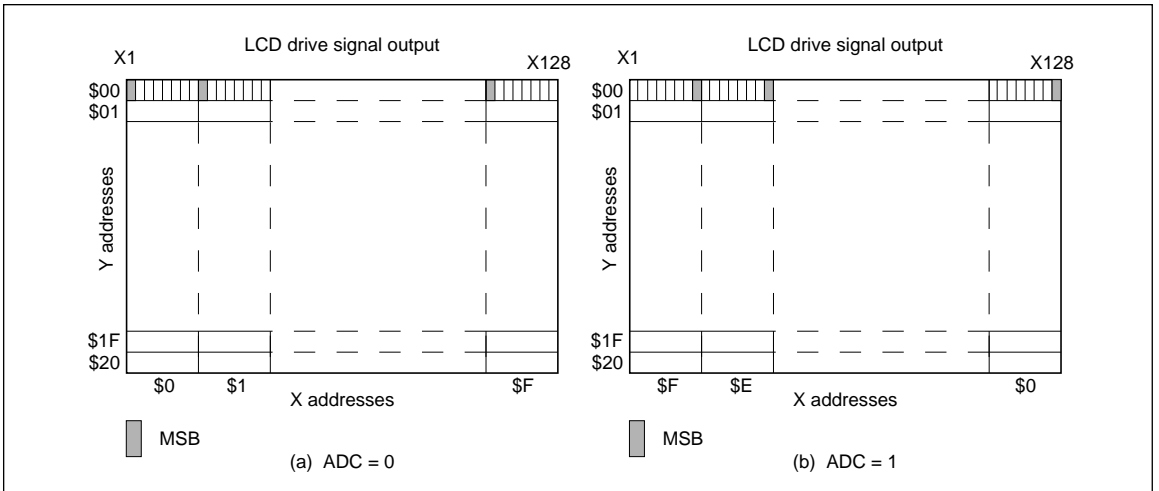 LCD drive signal output
X1
X128
$00
$01
Y addresses
$1F
$20
$0 $1 $F
X addresses
MSB
(a) ADC = 0
LCD drive signal output
X1
X128
$00
$01
Y addresses
$1F
$20
$F $E $0
X addresses
MSB
(b) ADC = 1